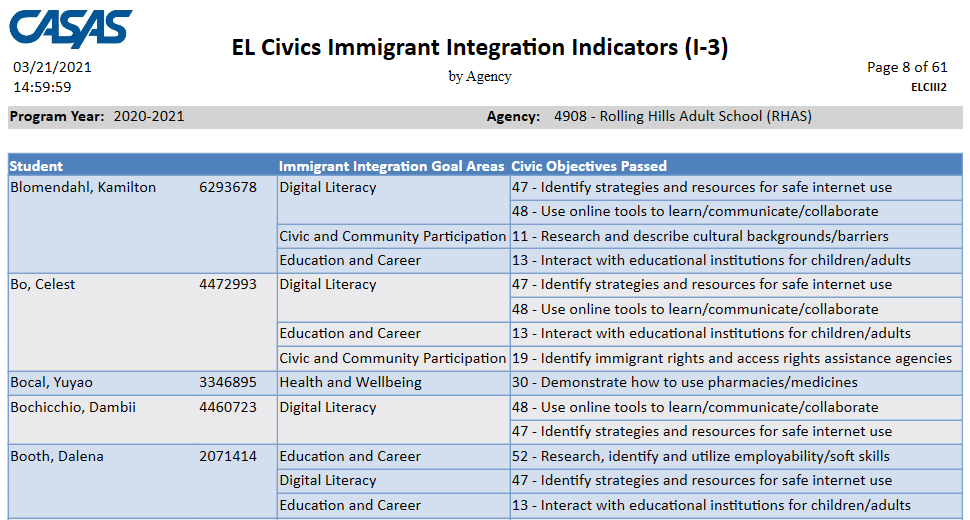 CASAS
EL Civics Immigrant Integration Indicators (I-3)
03/21/2021
by Agency
Page 8 of 61
14:59:59
ELCIII2
Program Year: 2020-2021 Agency: 4908 - Rolling Hills Adult School (RHAS)
Student Immigrant Integration Goal Areas Civic Objectives Passed
Blomendahl, Kamilton 6293678 Digital Literacy 47 - Identify strategies and resources for safe internet use
48 - Use online tools to learn/communicate/collaborate
Civic and Community Participation 11 - Research and describe cultural backgrounds/barriers
Education and Career 13 - Interact with educational institutions for children/adults
Bo, Celest 4472993 Digital Literacy 47 - Identify strategies and resources for safe internet use
48 - Use online tools to learn/communicate/collaborate
Education and Career 13 - Interact with educational institutions for children/adults
Civic and Community Participation 19 - Identify immigrant rights and access rights assistance agencies
Bocal, Yuyao 3346895 Health and Wellbeing 30 - Demonstrate how to use pharmacies/medicines
Bochicchio, Dambii 4460723 Digital Literacy 48 - Use online tools to learn/communicate/collaborate
47 - Identify strategies and resources for safe internet use
Booth, Dalena 2071414 Education and Career 52 - Research, identify and utilize employability/soft skills
Digital Literacy 47 - Identify strategies and resources for safe internet use
Education and Career 13 - Interact with educational institutions for children/adults